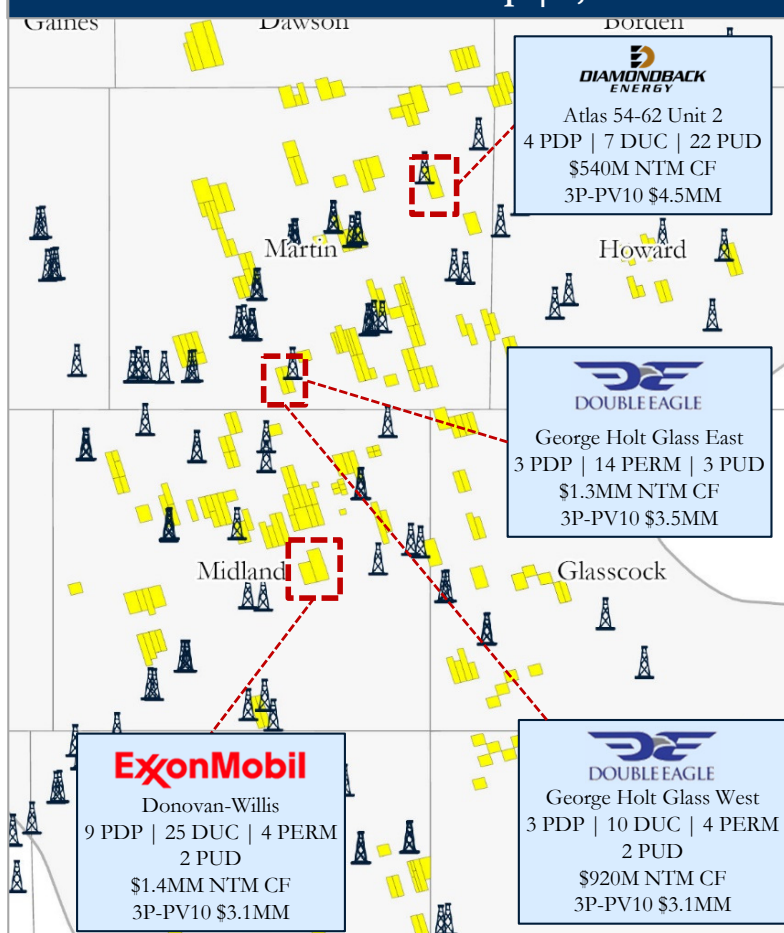 Gaines
Dawson
Borden
DIAMONDBACK
ENERGY
Atlas 54-62 Unit 2
4 PDP | 7 DUC | 22 PUD
$540M NTM CF
3P-PV10 $4.5MM
Martin
Howard
DOUBLEEAGLE
George Holt Glass East
3 PDP | 14 PERM | 3 PUD
$1.3MM NTM CF
3P-PV10 $3.5MM
Midland
Glasscock
ExxonMobil
Donovan-Willis
9 PDP | 25 DUC | 4 PERM
2 PUD
$1.4MM NTM CF
3P-PV10 $3.1MM
DOUBLEEAGLE
George Holt Glass West
3 PDP | 10 DUC | 4 PERM
2 PUD
$920M NTM CF
3P-PV10 $3.1MM